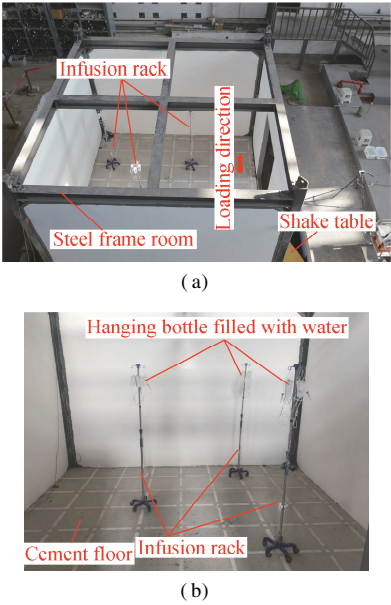 Infusion rack
Loading direction
Steel frame room
Shake table
(a)
Hanging bottle filled with water
Cement floor
Infusion rack
(b)